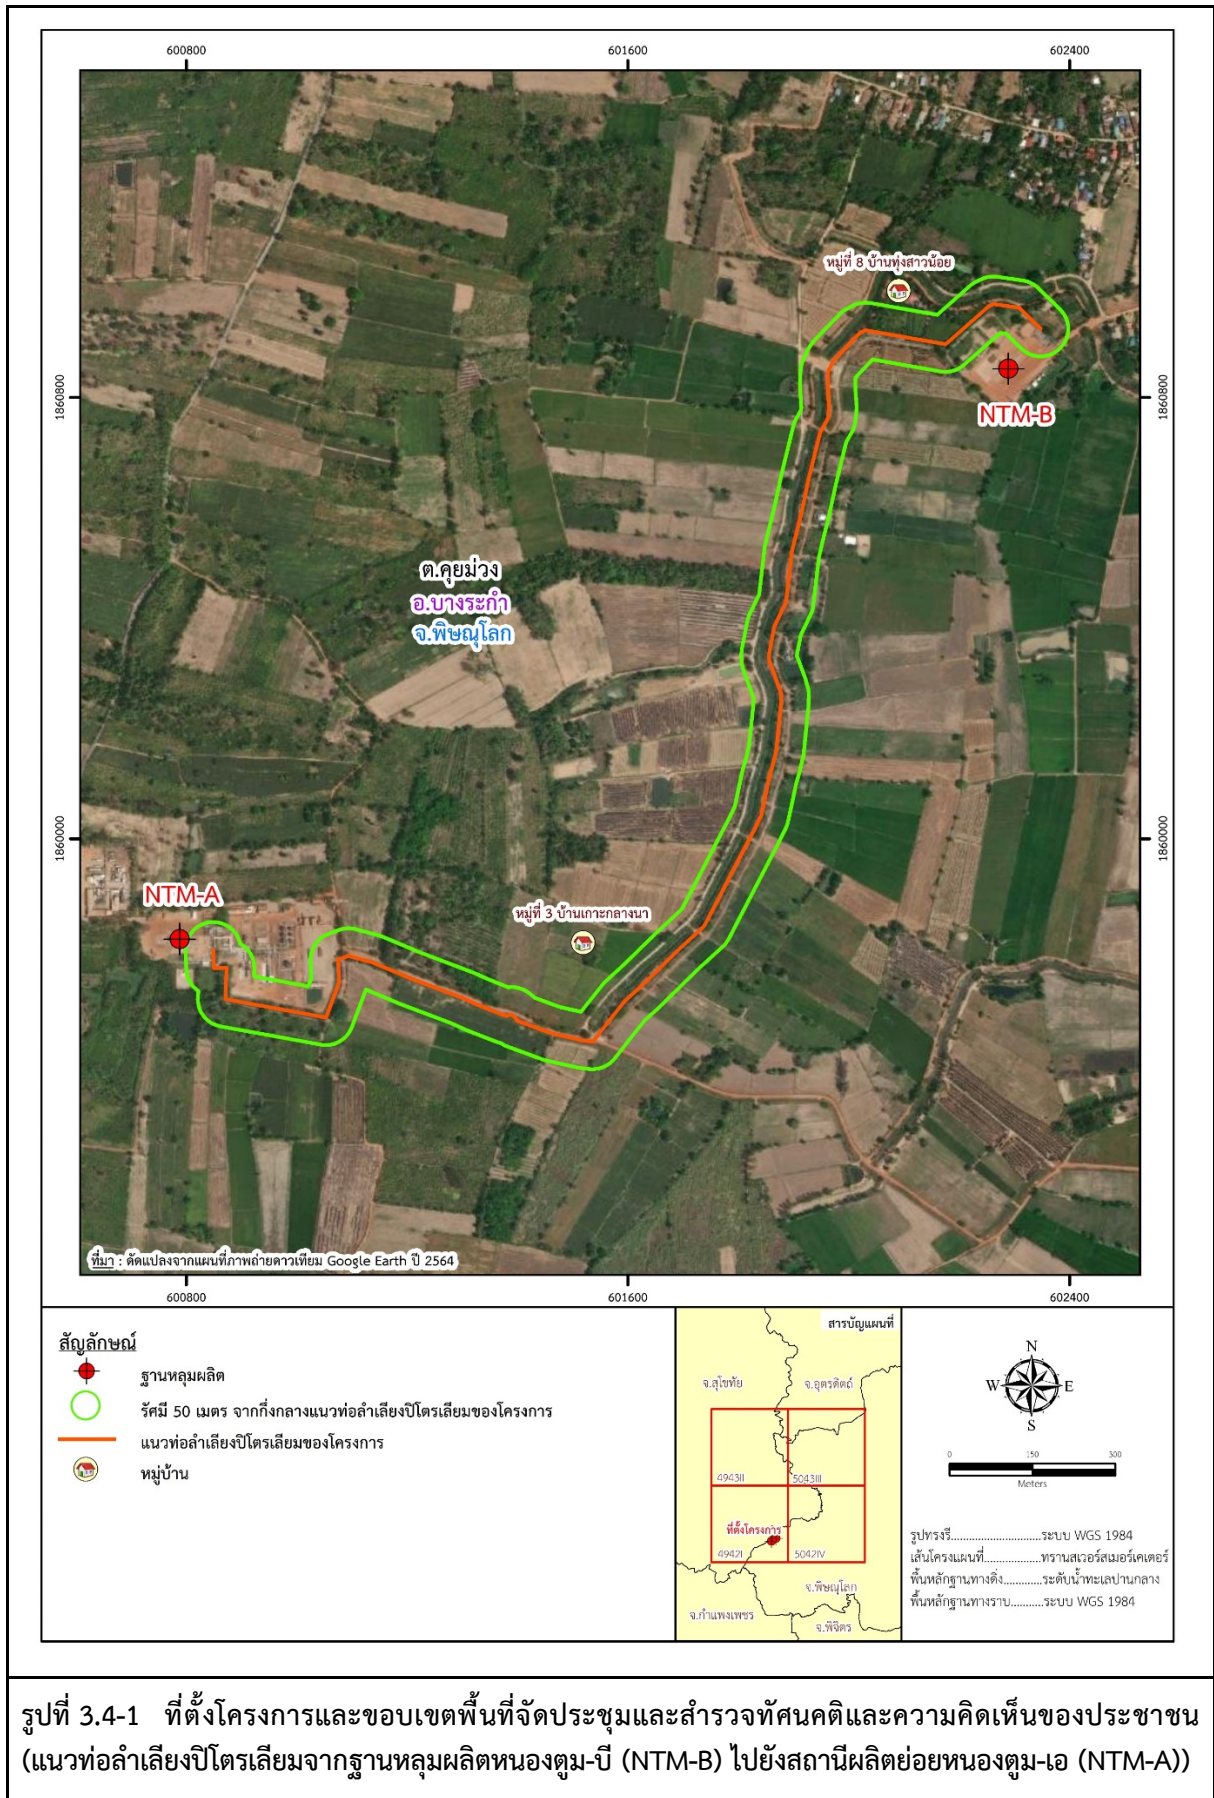 600800 601600 602400
หมู่ที่ 8 บ้านทุ่งสาวน้อย
1860800 1860800
NTM-B
ต.คุยม่วง
อ.บางระกำ
จ.พิษณุโลก
1860000 1860000
NTM-A
หมู่ที่ 3 บ้านเกาะกลางนา
ที่มา : ดัดแปลงจากแผนที่ภาพถ่ายดาวเทียม Google Earth ปี 2564
600800 601600 602400
สัญลักษณ์
ฐานหลุมผลิต
รัศมี 50 เมตร จากกึ่งกลางแนวท่อลำเลียงปิโตรเลียมของโครงการ
แนวท่อลำเลียงปิโตรเลียมของโครงการ
หมู่บ้าน
สารบัญแผนที่
จ.สุโขทัย จ.อุตรดิตถ์
4943II 5043III
ที่ตั้งโครงการ
4942I 5042IV
จ.พิษณุโลก
จ.กำแพงเพชร
จ.พิจิตร
N
W E
S
0 150 300
Meters
รูปทรงรี..............................ระบบ WGS 1984
เส้นโครงแผนที่...................ทรานสเวอร์สเมอร์เคเตอร์
พื้นหลักฐานทางดิ่ง............ระดับน้ำทะเลปานกลาง
พื้นหลักฐานทางราบ...........ระบบ WGS 1984
รูปที่ 3.4-1 ที่ตั้งโครงการและขอบเขตพื้นที่จัดประชุมและสำรวจทัศนคติและความคิดเห็นของประชาชน
(แนวท่อลำเลียงปิโตรเลียมจากฐานหลุมผลิตหนองตูม-บี (NTM-B) ไปยังสถานีผลิตย่อยหนองตูม-เอ (NTM-A))